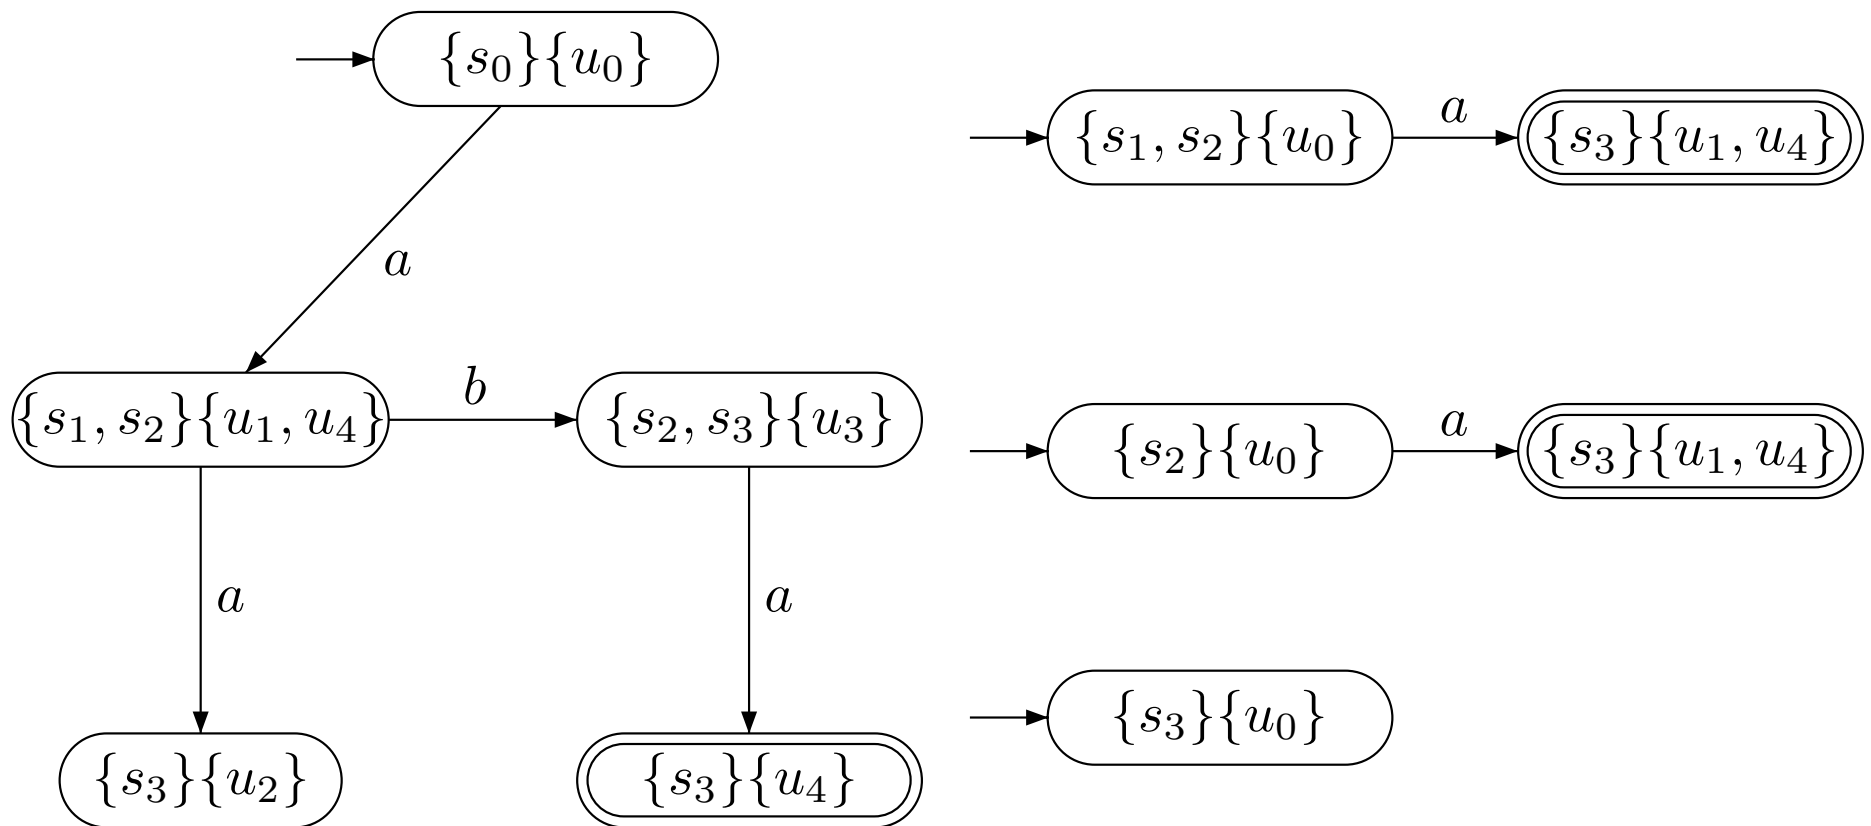 {s₀}{u₀}
{s₁, s₂}{u₀}
a
{s₃}{u₁, u₄}
a
{s₁, s₂}{u₁, u₄}
b
{s₂, s₃}{u₃}
{s₂}{u₀}
a
{s₃}{u₁, u₄}
a
a
{s₃}{u₀}
{s₃}{u₂}
{s₃}{u₄}